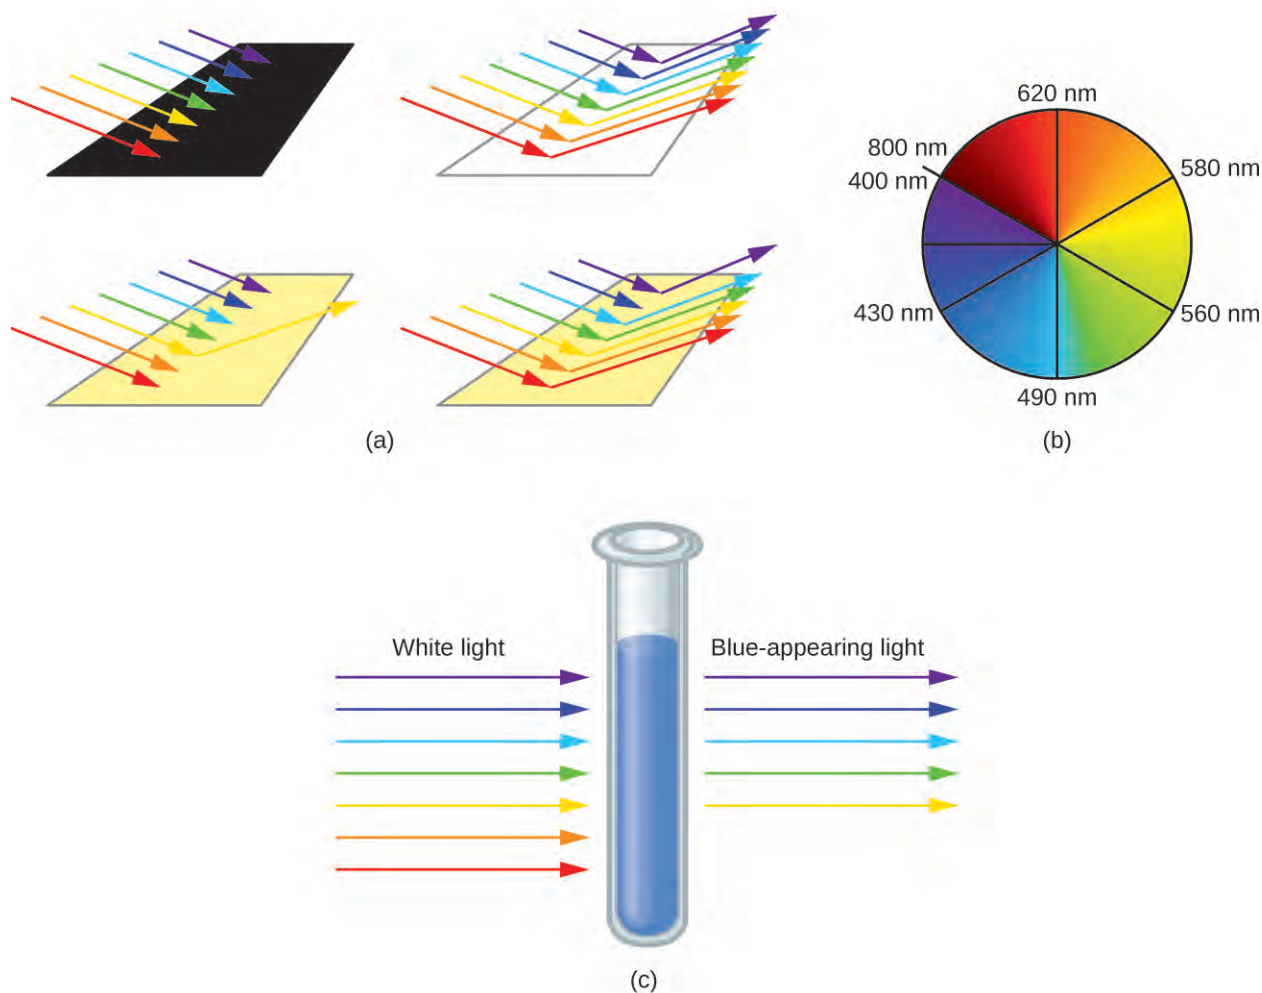 620 nm
800 nm
400 nm
580 nm
430 nm
560 nm
490 nm
(a)
(b)
White light
Blue-appearing light
(c)